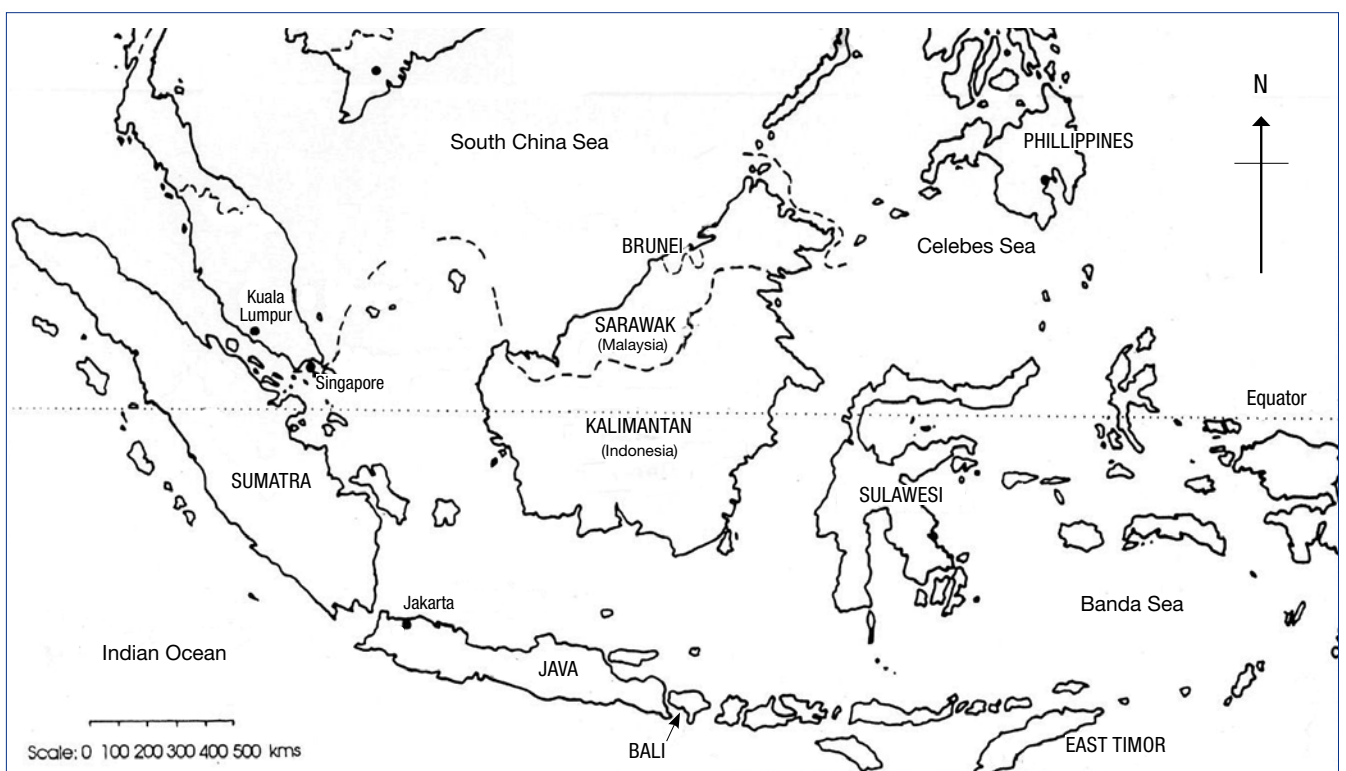 N
South China Sea
PHILLIPPINES
BRUNEI
Celebes Sea
Kuala
Lumpur
SARAWAK
(Malaysia)
Singapore
Equator
KALIMANTAN
(Indonesia)
SUMATRA
SULAWESI
Jakarta
Banda Sea
Indian Ocean
JAVA
BALI
EAST TIMOR
Scale: 0 100 200 300 400 500 kms